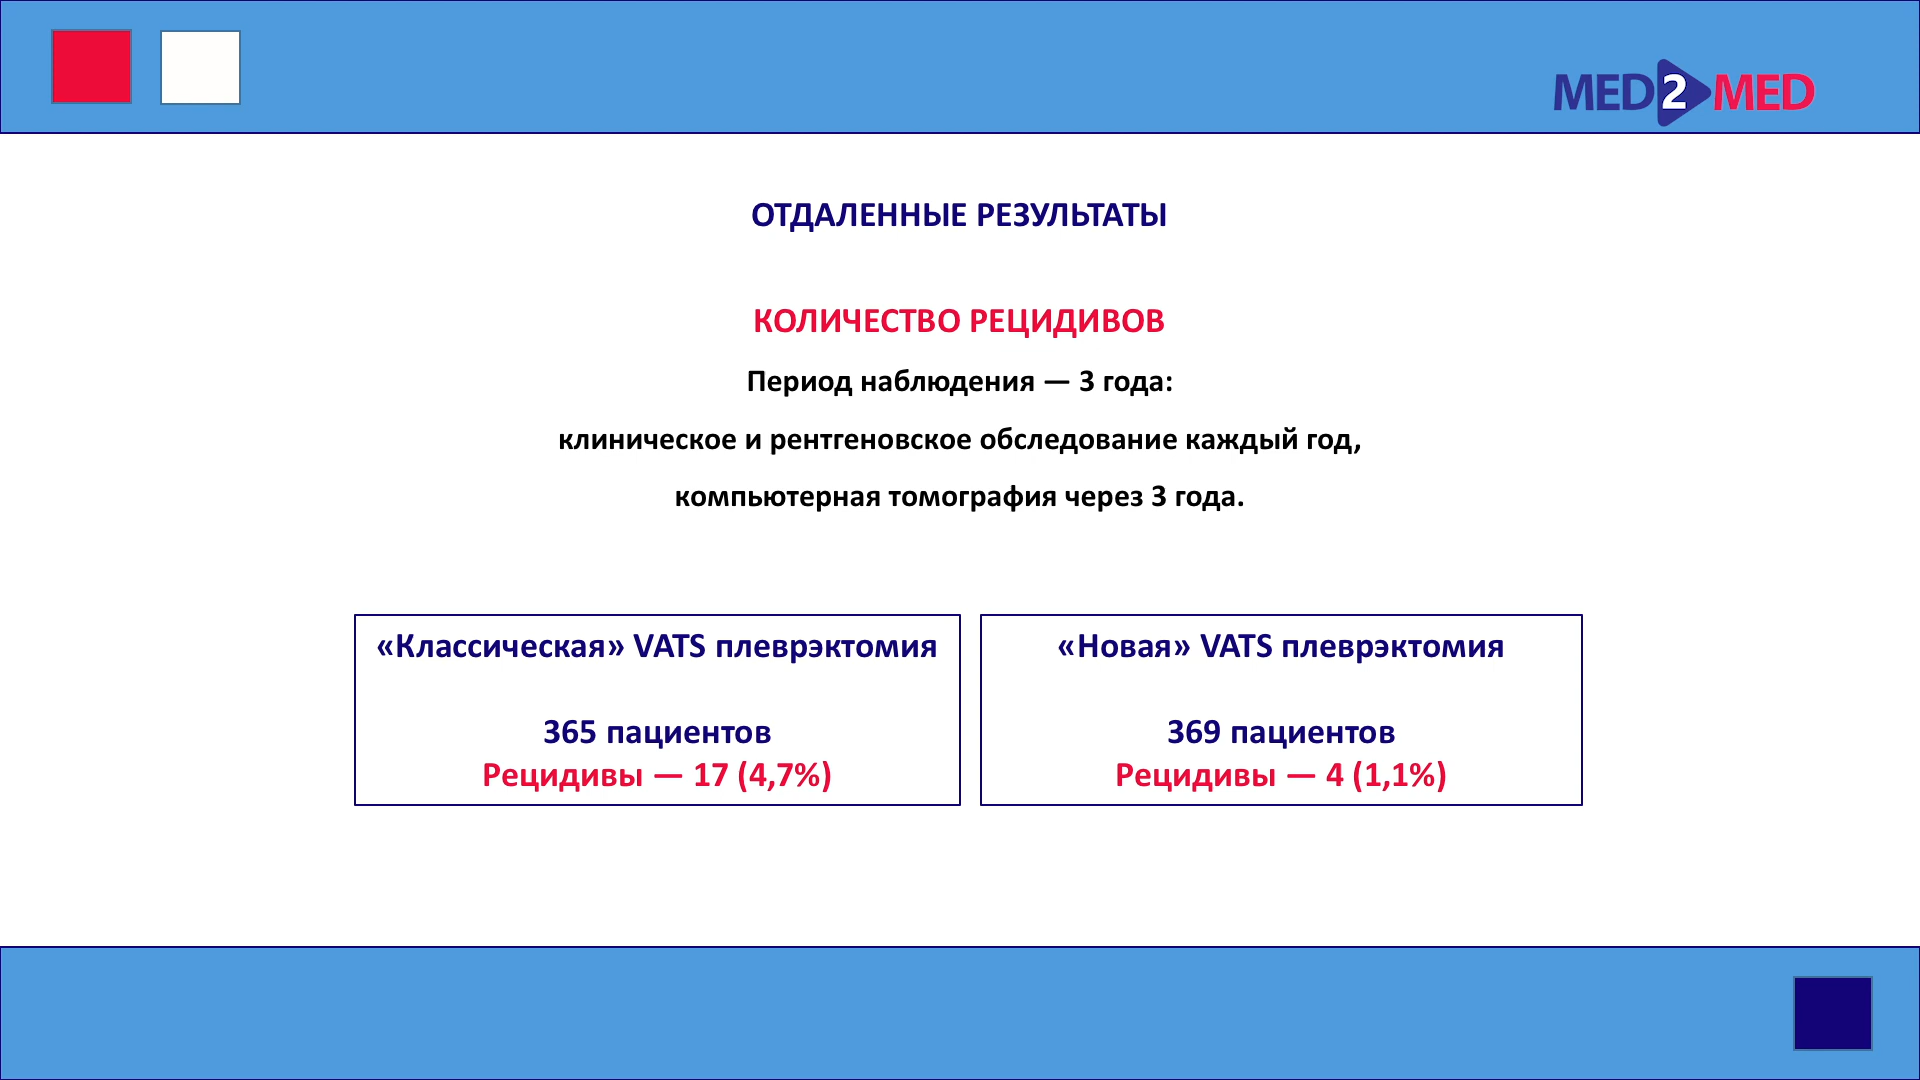 MED2MED
ОТДАЛЕННЫЕ РЕЗУЛЬТАТЫ
КОЛИЧЕСТВО РЕЦИДИВОВ
Период наблюдения — 3 года:
клиническое и рентгеновское обследование каждый год,
компьютерная томография через 3 года.
«Классическая» VATS плеврэктомия
365 пациентов
Рецидивы — 17 (4,7%)
«Новая» VATS плеврэктомия
369 пациентов
Рецидивы — 4 (1,1%)